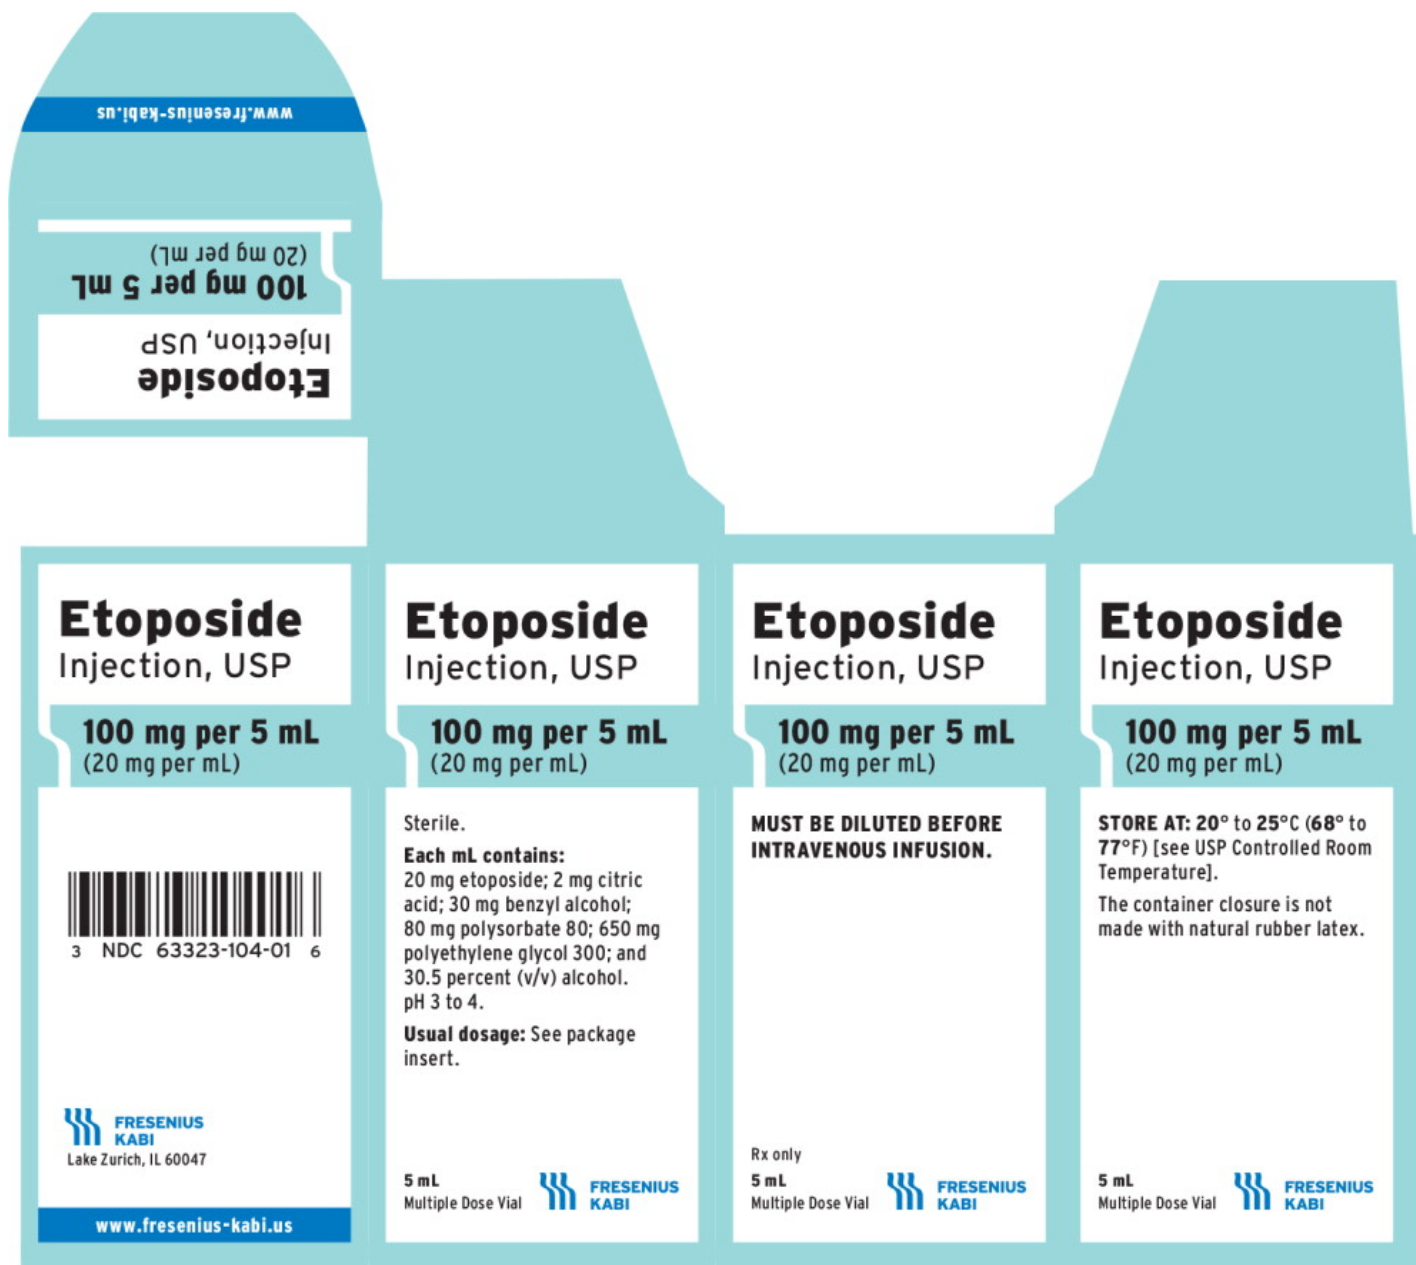 www.fresenius-kabi.us
Etoposide
Injection, USP
100 mg per 5 mL
(20 mg per mL)
Etoposide
Injection, USP
100 mg per 5 mL
(20 mg per mL)
3 NDC 63323-104-01 6
FRESENIUS
KABI
Lake Zurich, IL 60047
www.fresenius-kabi.us
Etoposide
Injection, USP
100 mg per 5 mL
(20 mg per mL)
Sterile.
Each mL contains:
20 mg etoposide; 2 mg citric
acid; 30 mg benzyl alcohol;
80 mg polysorbate 80; 650 mg
polyethylene glycol 300; and
30.5 percent (v/v) alcohol.
pH 3 to 4.
Usual dosage: See package
insert.
5 mL
Multiple Dose Vial
FRESENIUS
KABI
Etoposide
Injection, USP
100 mg per 5 mL
(20 mg per mL)
MUST BE DILUTED BEFORE
INTRAVENOUS INFUSION.
Rx only
5 mL
Multiple Dose Vial
FRESENIUS
KABI
Etoposide
Injection, USP
100 mg per 5 mL
(20 mg per mL)
STORE AT: 20° to 25°C (68° to
77°F) [see USP Controlled Room
Temperature].
The container closure is not
made with natural rubber latex.
5 mL
Multiple Dose Vial
FRESENIUS
KABI